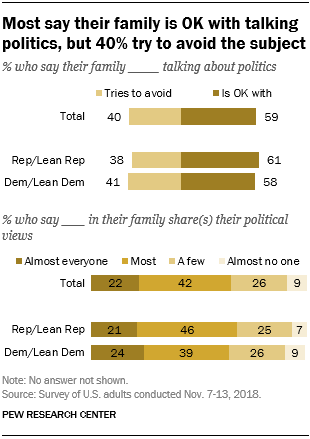 Most say their family is OK with talking
politics, but 40% try to avoid the subject
% who say their family ____ talking about politics
Tries to avoid Is OK with
Total 40 59
Rep/Lean Rep 38 61
Dem/Lean Dem 41 58
% who say ___ in their family share(s) their political
views
Almost everyone Most A few Almost no one
Total 22 42 26 9
Rep/Lean Rep 21 46 25 7
Dem/Lean Dem 24 39 26 9
Note: No answer not shown.
Source: Survey of U.S. adults conducted Nov. 7-13, 2018.
PEW RESEARCH CENTER